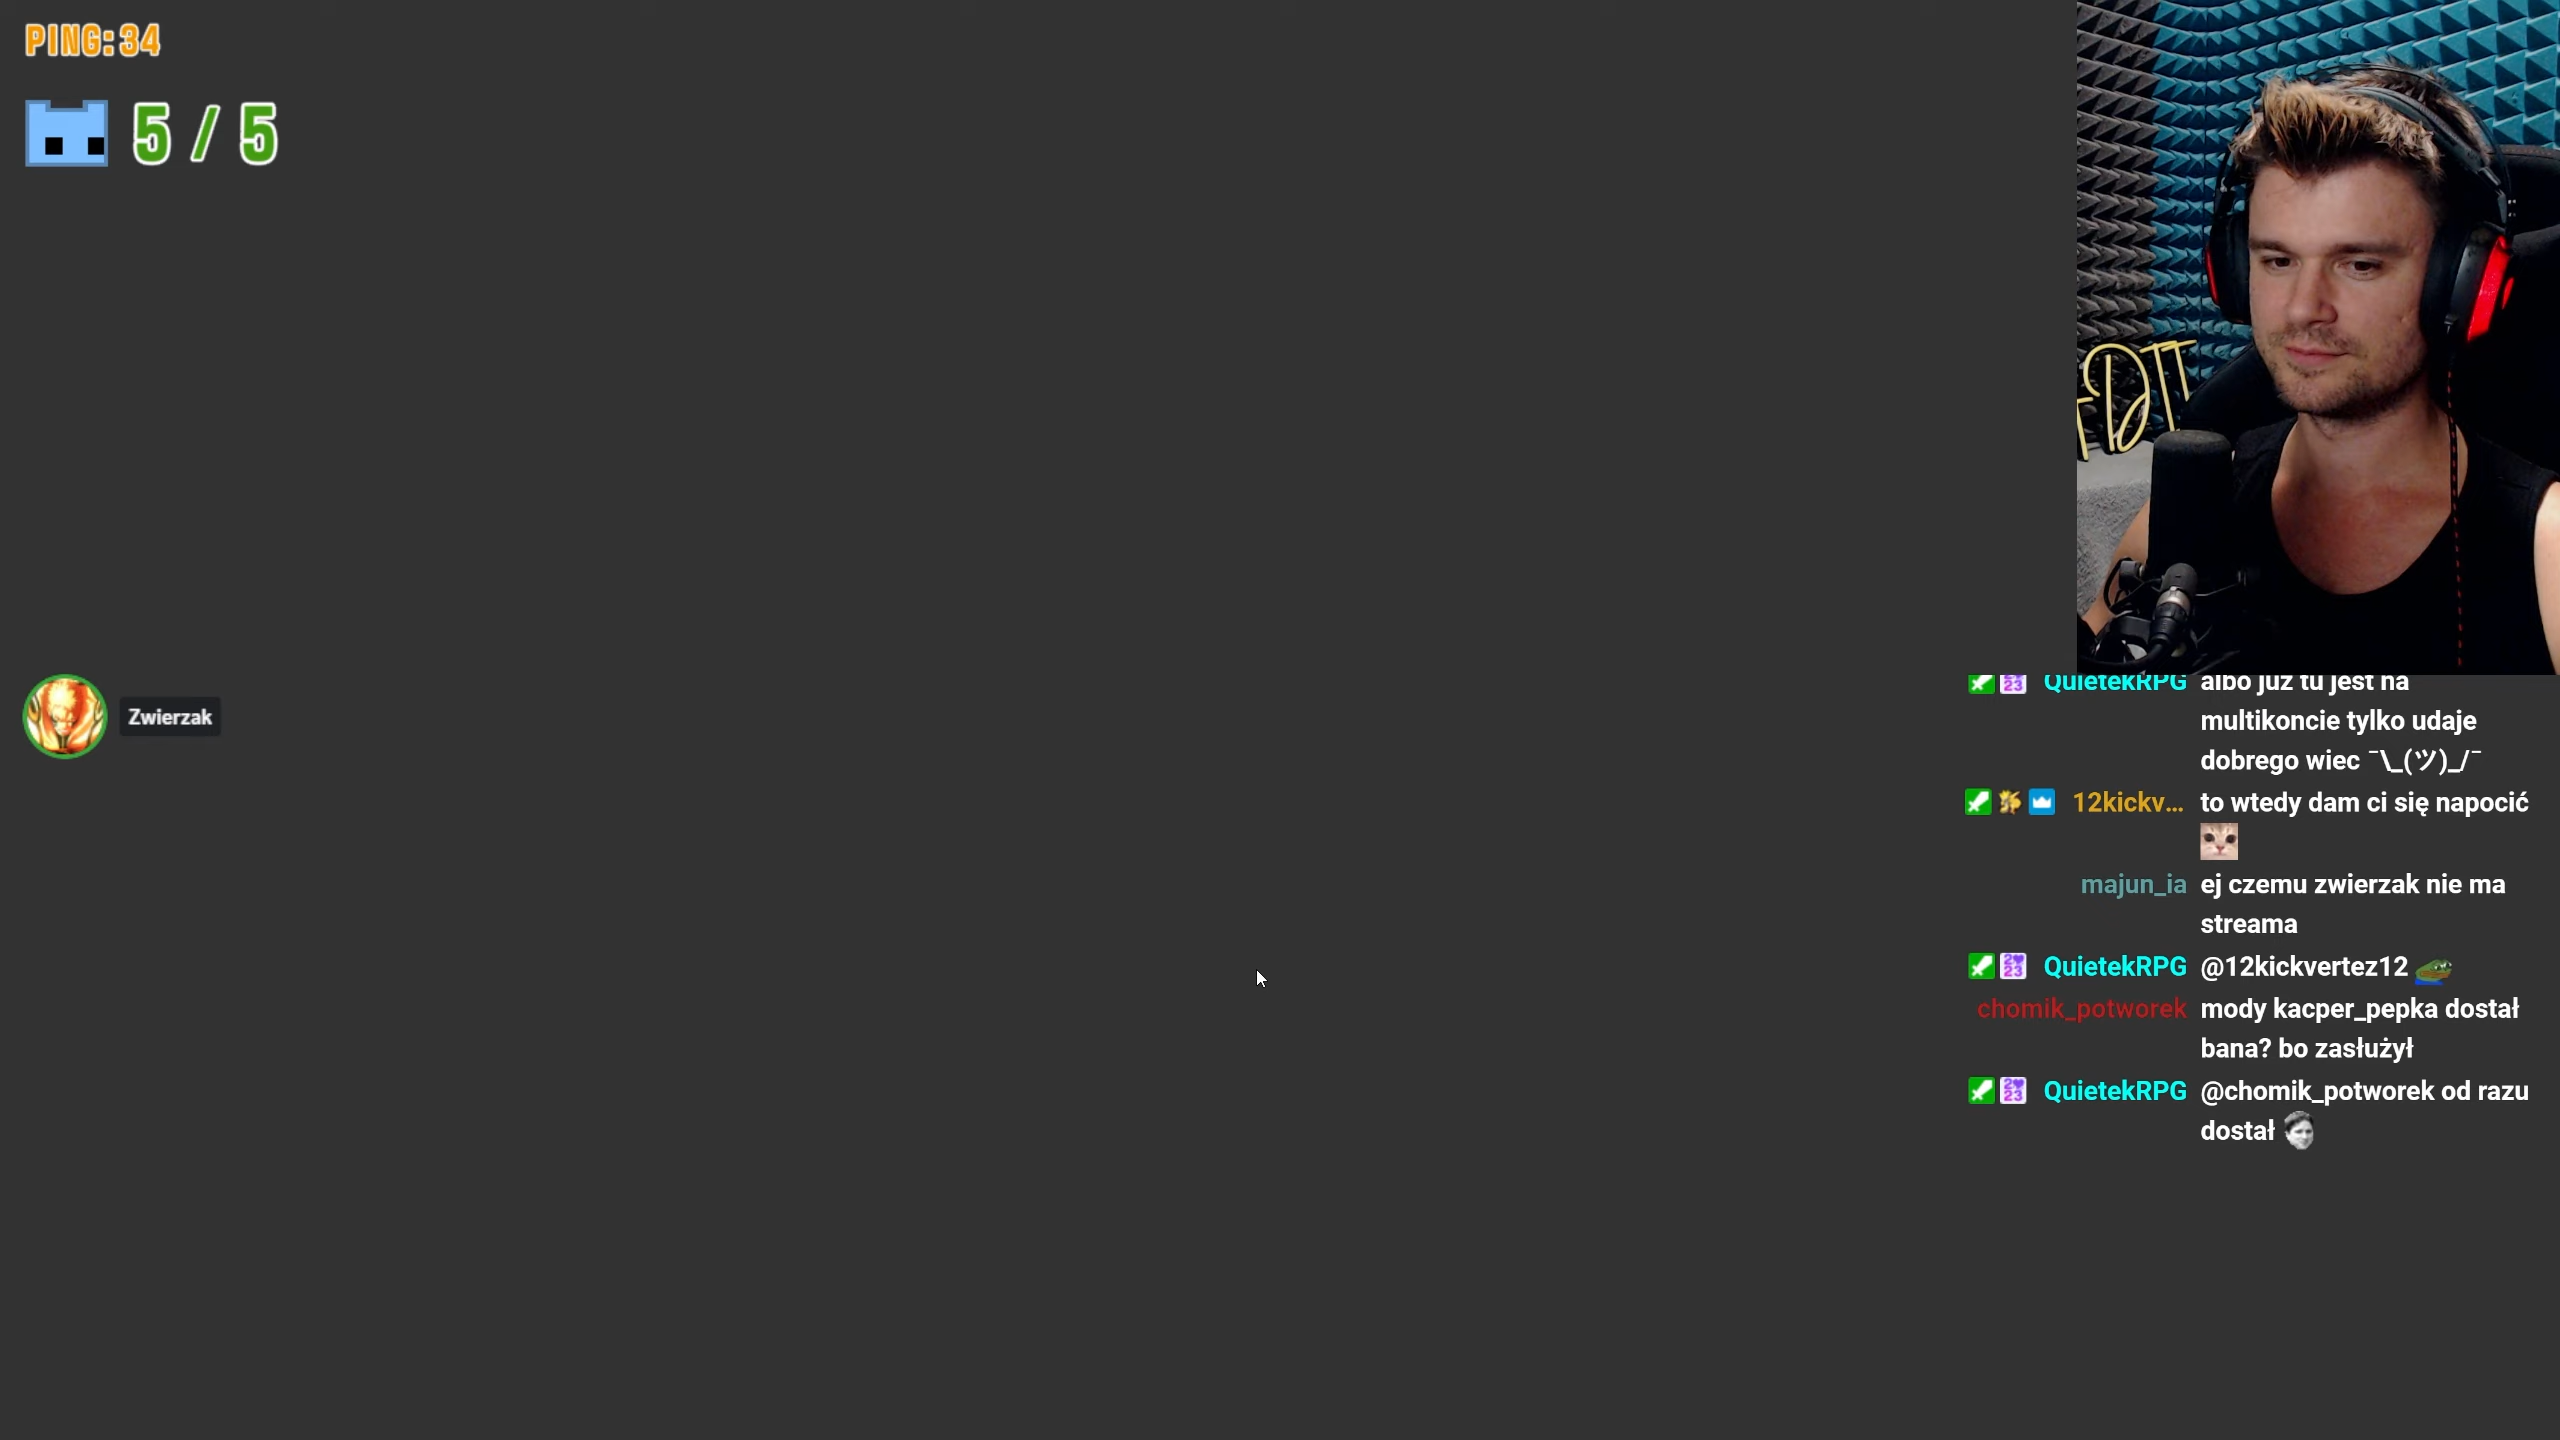 PING:34
5 / 5
Zwierzak
QuietekRPG albo już tu jest na
multikoncie tylko udaje
dobrego wiec ¯\_(ツ)_/¯
12kickv... to wtedy dam ci się napocić
majun_ia ej czemu zwierzak nie ma
streama
QuietekRPG @12kickvertez12
chomik_potworek mody kacper_pepka dostał
bana? bo zasłużył
QuietekRPG @chomik_potworek od razu
dostał